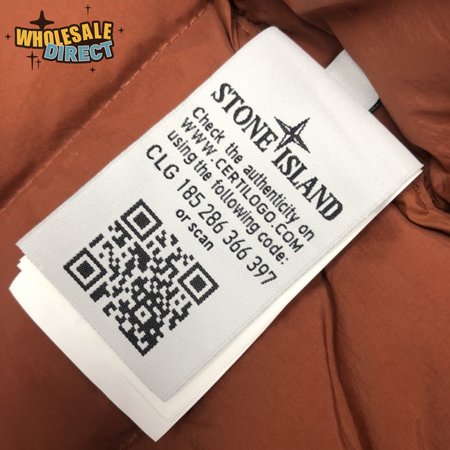 WHOLESALE
DIRECT
STONE ISLAND
Check the authenticity on
WWW.CERTILOGO.COM
using the following code:
CLG 185 286 366 397
or scan